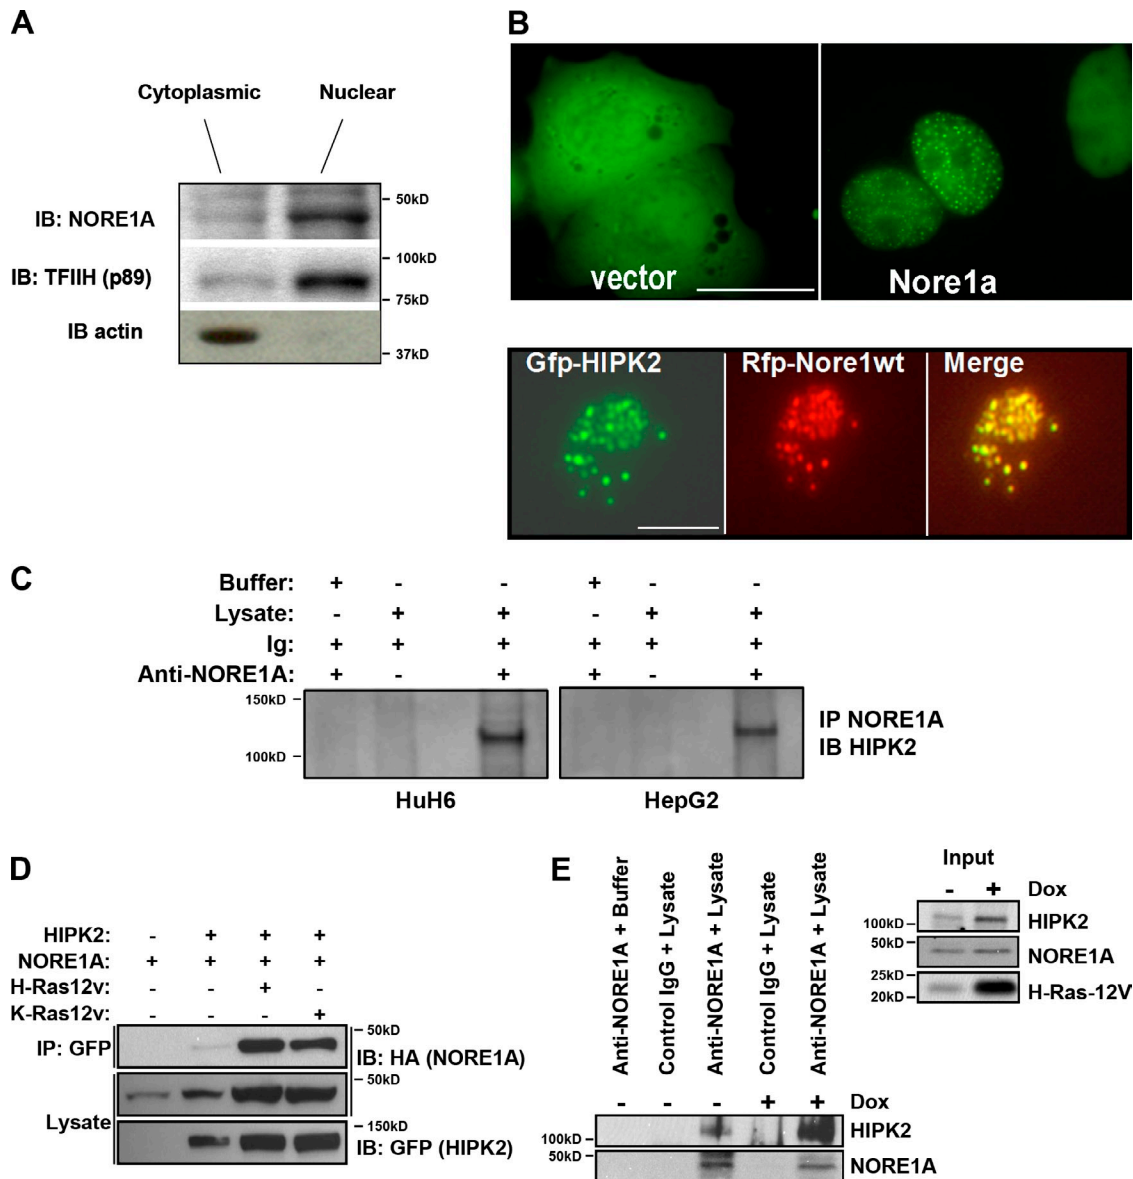 A
Cytoplasmic Nuclear
50kD
IB: NORE1A
100kD
IB: TFIIH (p89)
75kD
IB actin
37kD
B
vector
Nore1a
Gfp-HIPK2 Rfp-Nore1wt Merge
C
Buffer: + - - + - -
Lysate: - + + - + +
Ig: + + + + + +
Anti-NORE1A: + - + + - +
150kD
100kD
IP NORE1A
IB HIPK2
HuH6 HepG2
D
HIPK2: - + + +
NORE1A: + + + +
H-Ras12v: - - + -
K-Ras12v: - - - +
50kD
IP: GFP
IB: HA (NORE1A)
50kD
Lysate
150kD
IB: GFP (HIPK2)
E
Anti-NORE1A + Buffer
Control IgG + Lysate
Anti-NORE1A + Lysate
Control IgG + Lysate
Anti-NORE1A + Lysate
- - - + + Dox
100kD HIPK2
50kD NORE1A
Input
- + Dox
100kD HIPK2
50kD NORE1A
25kD
20kD H-Ras-12V